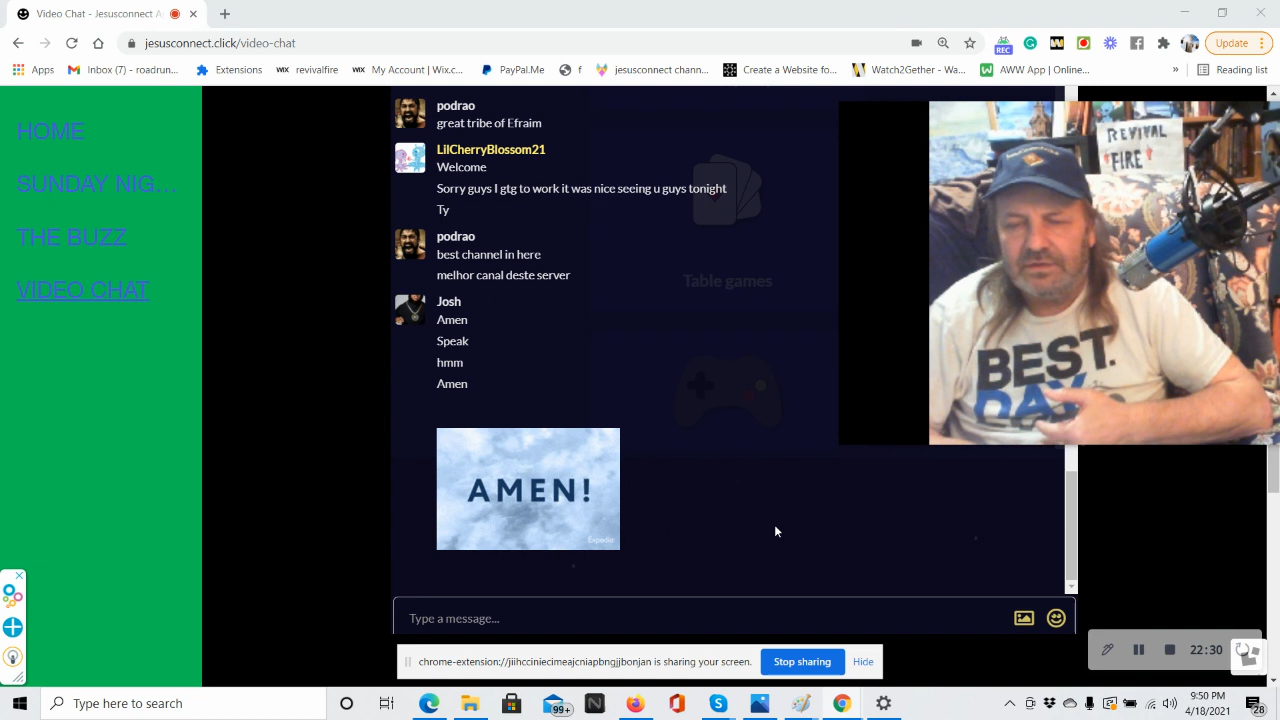 Video Chat - Jesusconnect A
jesusconnect.click/video-chat
REC
Update
Apps
Inbox (7) - roadrun...
Extensions
WIX revivalfire
WIX My Account | Wix.c...
PayPal.Me
f
jesusconnect chann...
Create a Website fo...
Watch2Gether - Wa...
AWW App | Online...
»
Reading list
HOME
SUNDAY NIG...
THE BUZZ
VIDEO CHAT
podrao
great tribe of Efraim
LilCherryBlossom21
Welcome
Sorry guys I gtg to work it was nice seeing u guys tonight
Ty
podrao
best channel in here
melhor canal deste server
Josh
Amen
Speak
hmm
Amen
AMEN!
Expedia
Table games
REVIVAL
FIRE
BEST.
DAY
Type a message...
chrome-extension://jiihcciniecimeajcniapbngjjbonjan is sharing your screen.
Stop sharing
Hide
22:30
Type here to search
99+
9:50 PM
4/18/2021
28